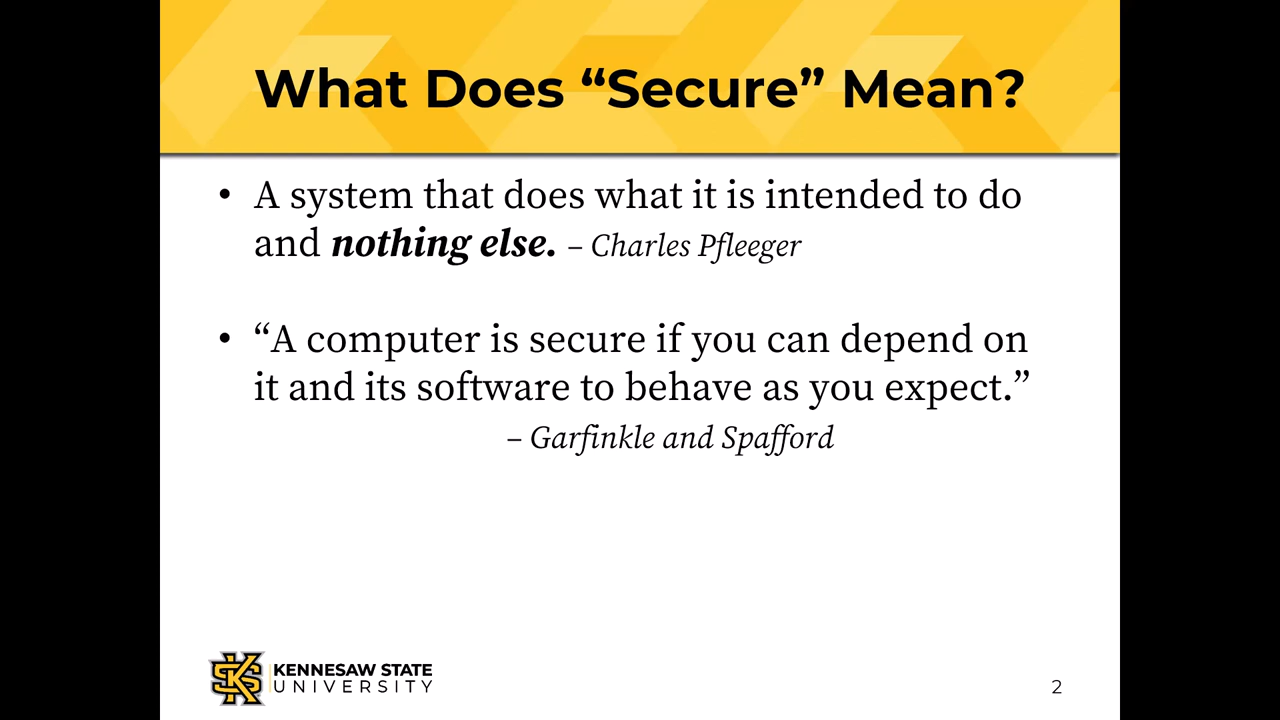 What Does “Secure” Mean?
• A system that does what it is intended to do
and nothing else. – Charles Pfleeger
• “A computer is secure if you can depend on
it and its software to behave as you expect.”
– Garfinkle and Spafford
KENNESAW STATE
UNIVERSITY
2